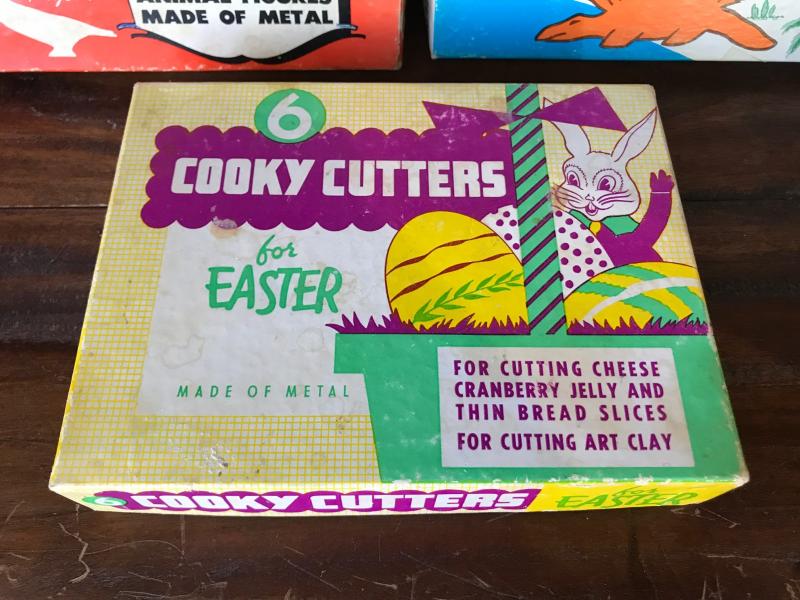 ANIMAL FIGURES
MADE OF METAL
6
COOKY CUTTERS
for
EASTER
MADE OF METAL
FOR CUTTING CHEESE
CRANBERRY JELLY AND
THIN BREAD SLICES
FOR CUTTING ART CLAY
6 COOKY CUTTERS for EASTER